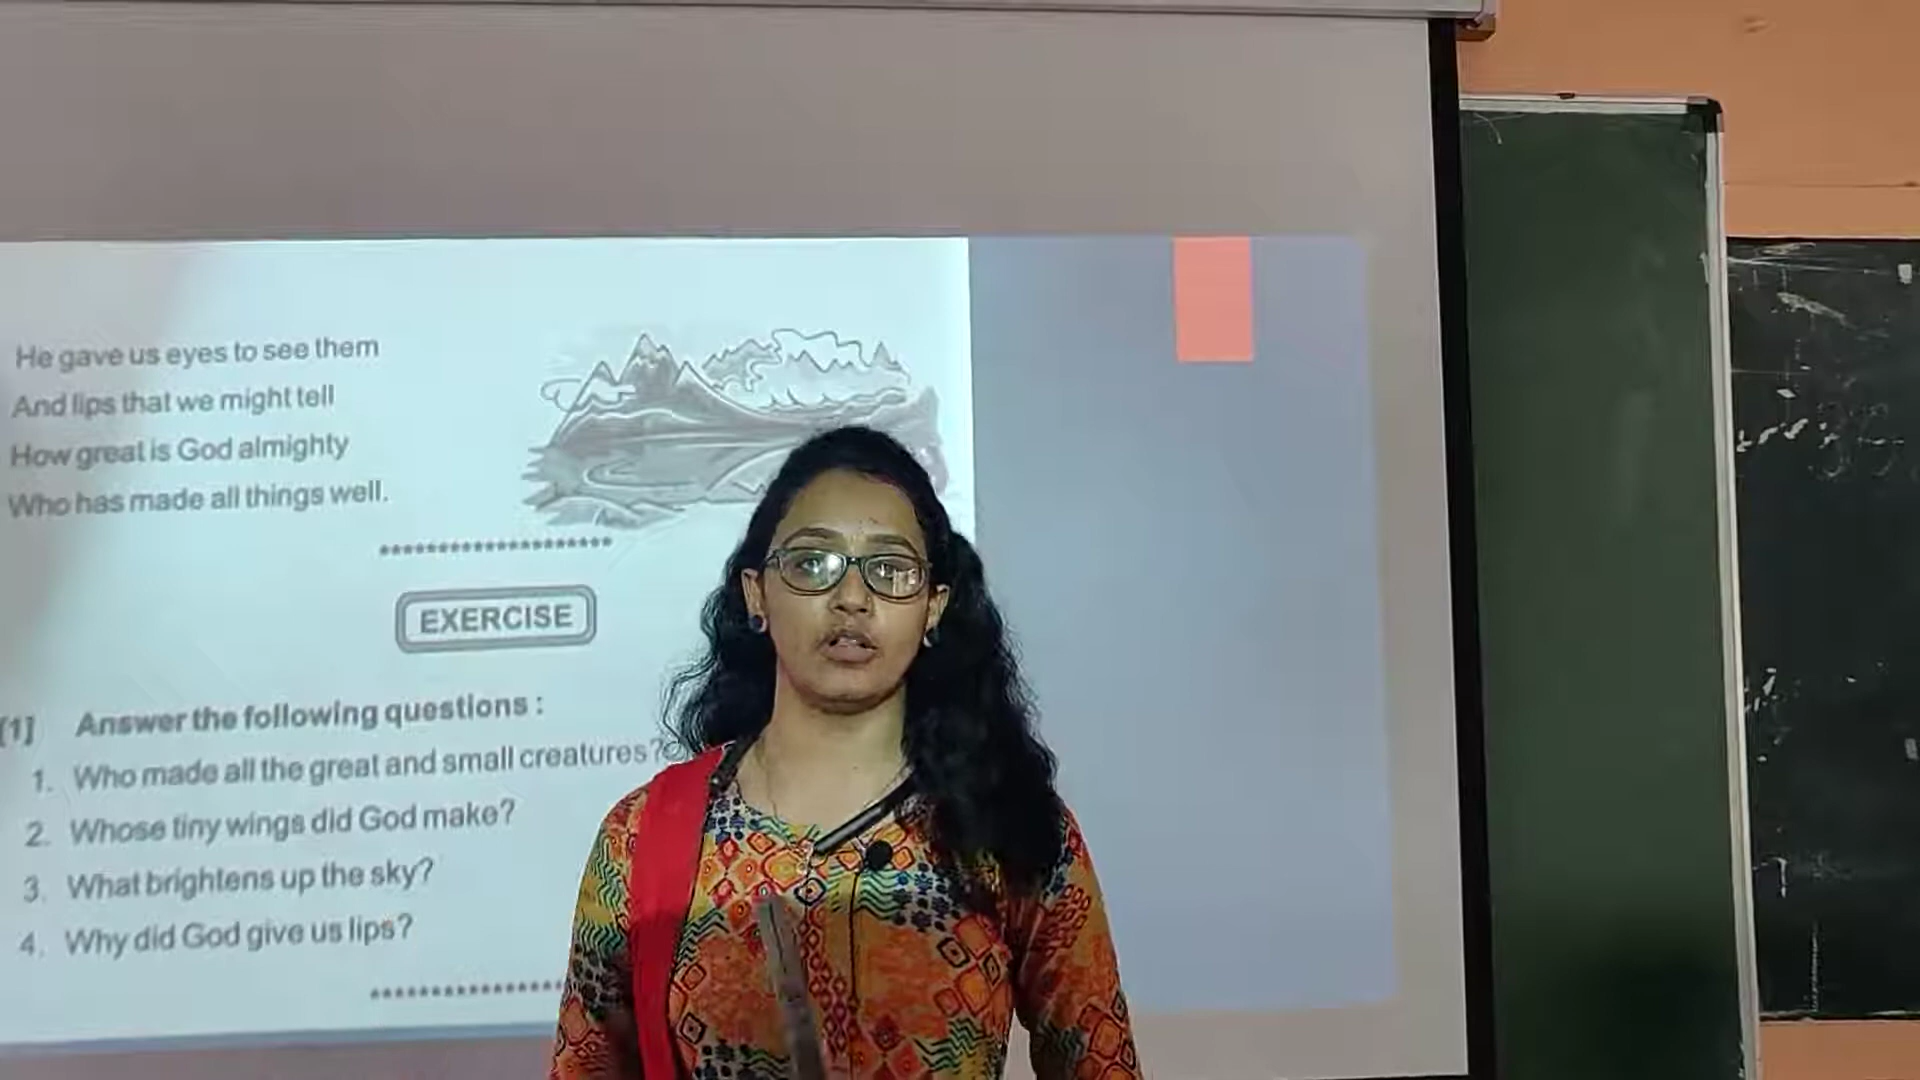 He gave us eyes to see them
And lips that we might tell
How great is God almighty
Who has made all things well.
********************
EXERCISE
[1] Answer the following questions :
1. Who made all the great and small creatures?
2. Whose tiny wings did God make?
3. What brightens up the sky?
4. Why did God give us lips?